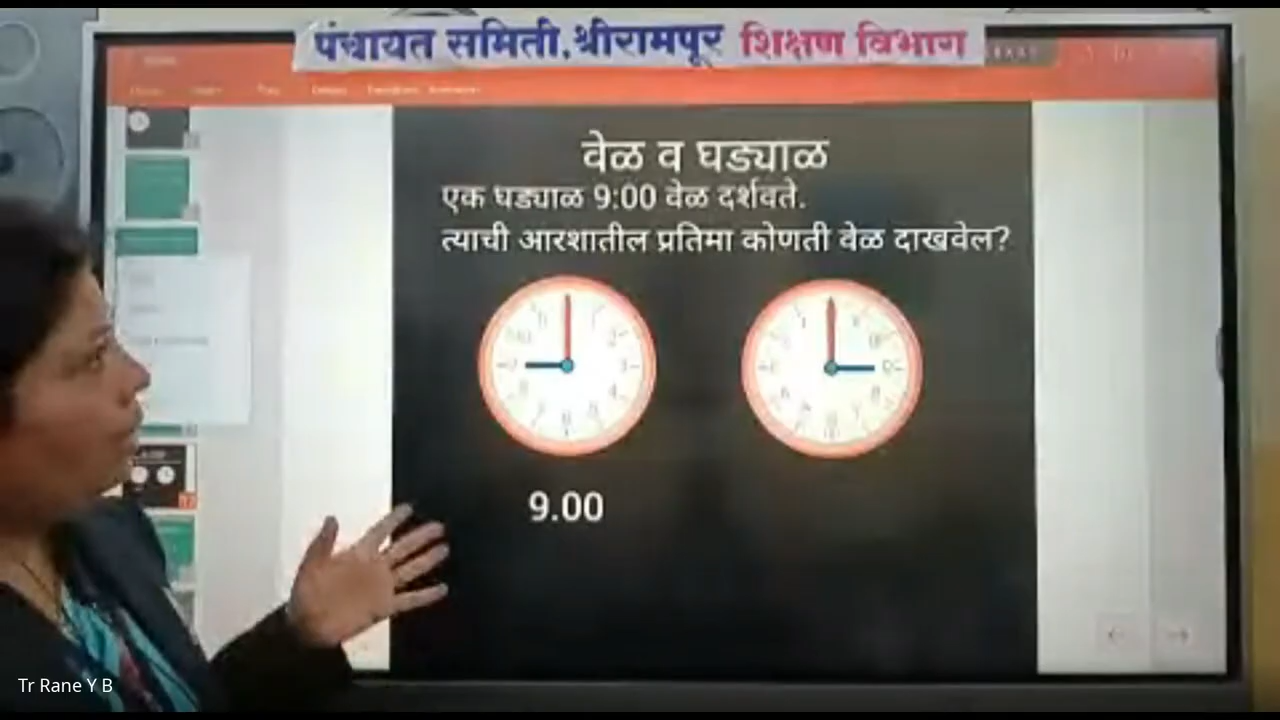 पंचायत समिती,श्रीरामपूर शिक्षण विभाग
वेळ व घड्याळ
एक घड्याळ 9:00 वेळ दर्शवते.
त्याची आरशातील प्रतिमा कोणती वेळ दाखवेल?
9.00
Tr Rane Y B